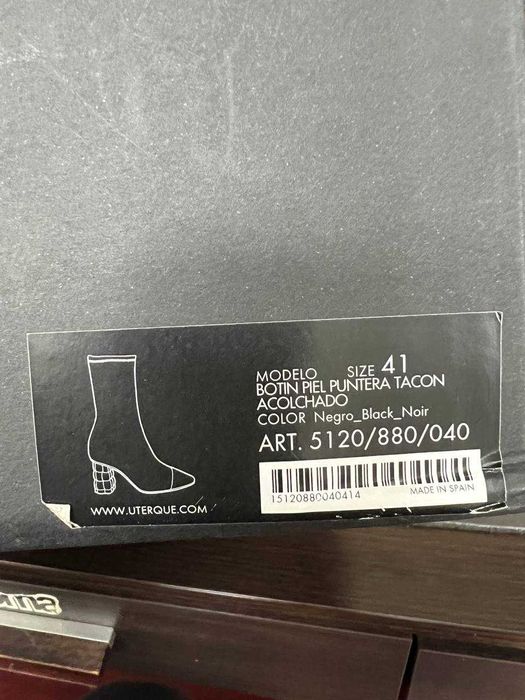 MODELO SIZE 41
BOTIN PIEL PUNTERA TACON
ACOLCHADO
COLOR Negro_Black_Noir
ART. 5120/880/040
15120880040414
MADE IN SPAIN
WWW.UTERQUE.COM